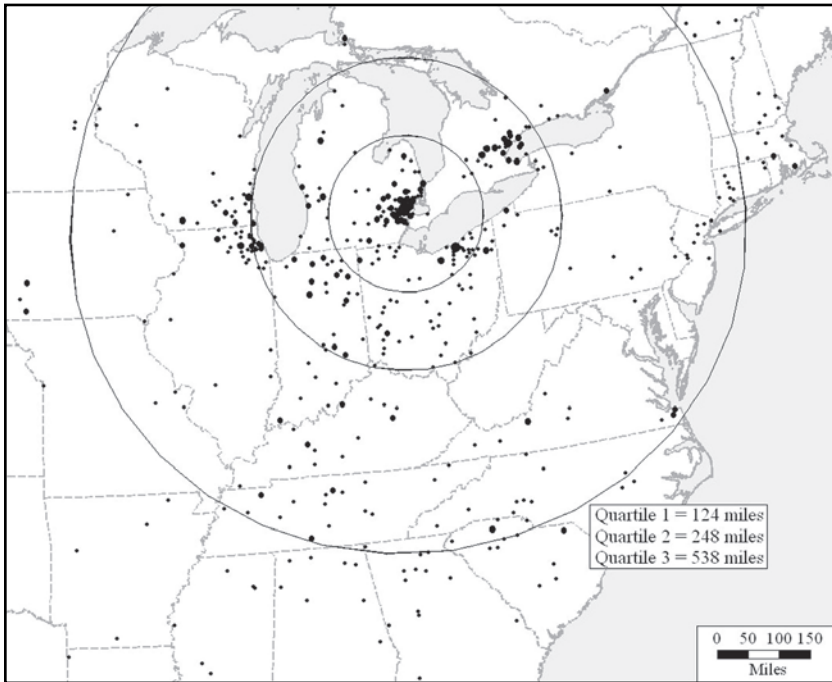 Quartile 1 = 124 miles
Quartile 2 = 248 miles
Quartile 3 = 538 miles
0 50 100 150
Miles